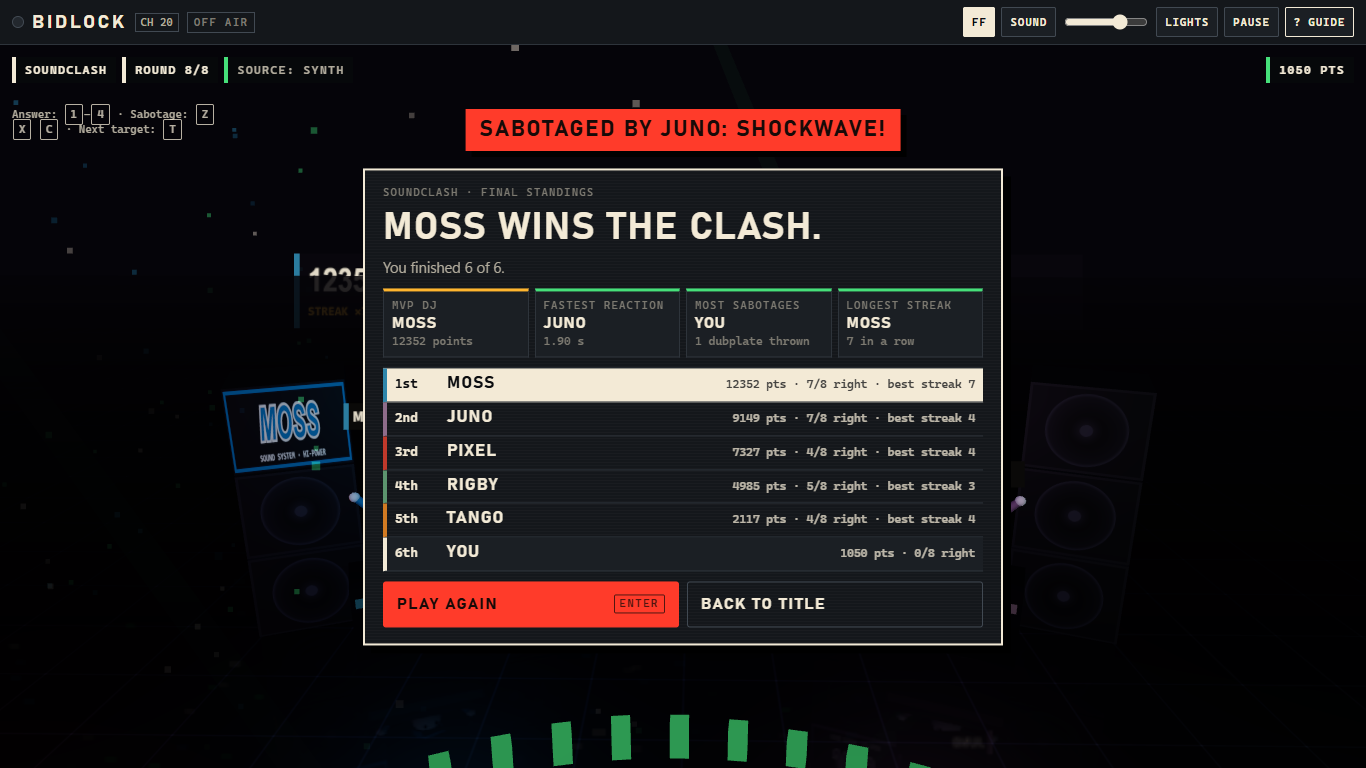 BIDLOCK CH 20 OFF AIR FF SOUND LIGHTS PAUSE ? GUIDE
SOUNDCLASH ROUND 8/8 SOURCE: SYNTH 1050 PTS
Answer: 1 – 4 · Sabotage: Z
X C · Next target: T
SABOTAGED BY JUNO: SHOCKWAVE!
SOUNDCLASH · FINAL STANDINGS
MOSS WINS THE CLASH.
You finished 6 of 6.
MVP DJ
MOSS
12352 points
FASTEST REACTION
JUNO
1.90 s
MOST SABOTAGES
YOU
1 dubplate thrown
LONGEST STREAK
MOSS
7 in a row
1st MOSS 12352 pts · 7/8 right · best streak 7
2nd JUNO 9149 pts · 7/8 right · best streak 4
3rd PIXEL 7327 pts · 4/8 right · best streak 4
4th RIGBY 4985 pts · 5/8 right · best streak 3
5th TANGO 2117 pts · 4/8 right · best streak 4
6th YOU 1050 pts · 0/8 right
PLAY AGAIN ENTER
BACK TO TITLE
1235
STREAK
MOSS
SOUND SYSTEM · HI-POWER
M